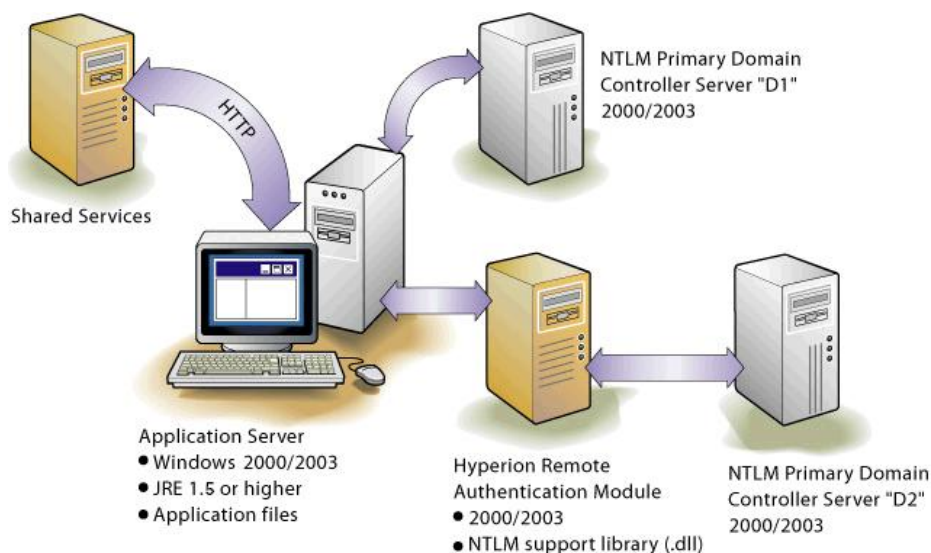 HTTP
Shared Services
NTLM Primary Domain
Controller Server "D1"
2000/2003
Application Server
● Windows 2000/2003
● JRE 1.5 or higher
● Application files
Hyperion Remote
Authentication Module
● 2000/2003
● NTLM support library (.dll)
NTLM Primary Domain
Controller Server "D2"
2000/2003